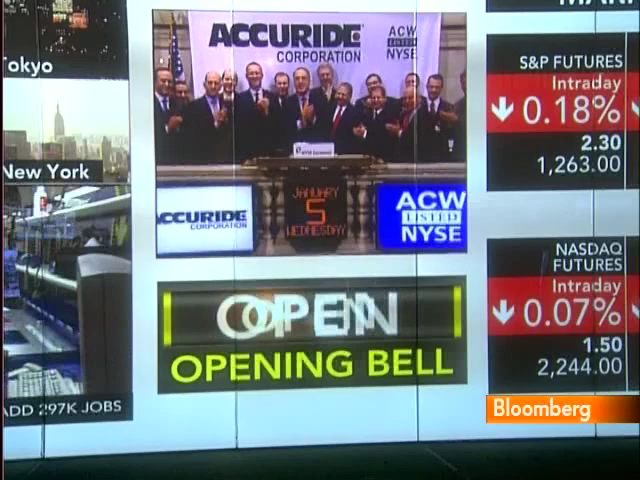 Tokyo
New York
ADD 297K JOBS
ACCURIDE
CORPORATION
ACW
LISTED
NYSE
ACCURIDE
CORPORATION
JANUARY
5
WEDNESDAY
ACW
LISTED
NYSE
OPEN
OPENING BELL
S&P FUTURES
Intraday
0.18%
2.30
1,263.00
NASDAQ
FUTURES
Intraday
0.07%
1.50
2,244.00
Bloomberg